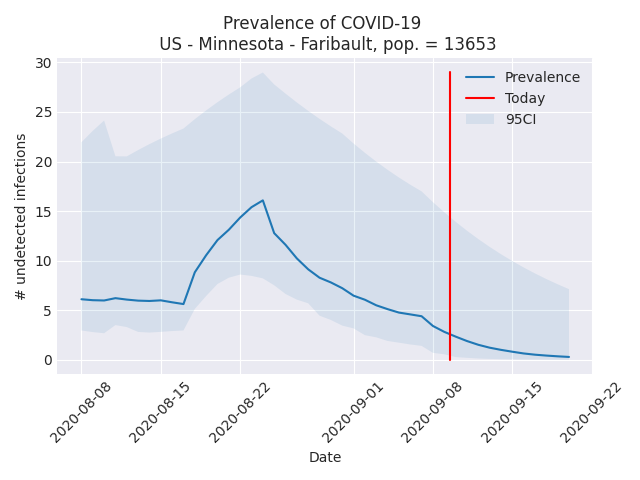 Prevalence of COVID-19
US - Minnesota - Faribault, pop. = 13653
# undetected infections
30
25
20
15
10
5
0
Prevalence
Today
95CI
2020-08-08
2020-08-15
2020-08-22
2020-09-01
2020-09-08
2020-09-15
2020-09-22
Date